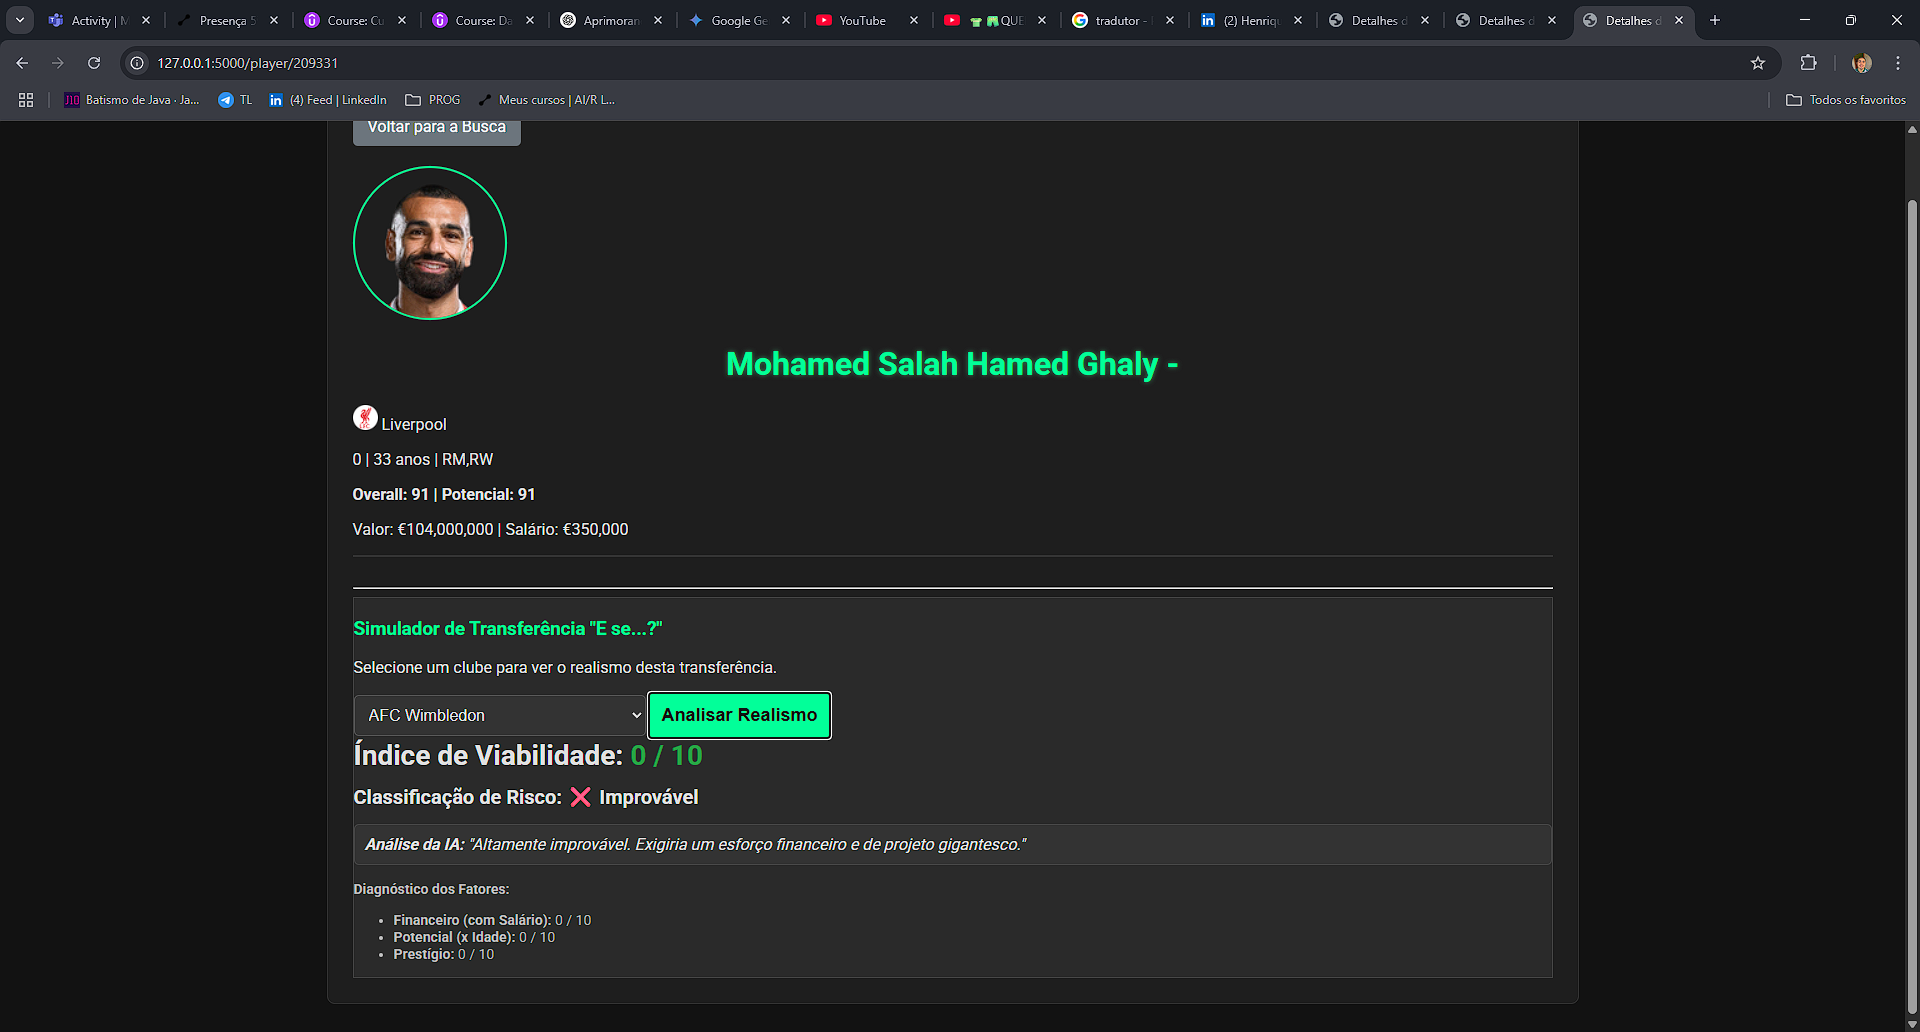 Activity | M
Presença 5
Course: Cu
Course: Da
Aprimoran
Google Ge
YouTube
QUE
tradutor -
(2) Henriqu
Detalhes d
Detalhes d
Detalhes d
127.0.0.1:5000/player/209331
J10 Batismo de Java · Ja...
TL
(4) Feed | LinkedIn
PROG
Meus cursos | AI/R L...
Todos os favoritos
Voltar para a Busca
Mohamed Salah Hamed Ghaly -
Liverpool
0 | 33 anos | RM,RW
Overall: 91 | Potencial: 91
Valor: €104,000,000 | Salário: €350,000
Simulador de Transferência "E se...?"
Selecione um clube para ver o realismo desta transferência.
AFC Wimbledon
Analisar Realismo
Índice de Viabilidade: 0 / 10
Classificação de Risco: ❌ Improvável
Análise da IA: "Altamente improvável. Exigiria um esforço financeiro e de projeto gigantesco."
Diagnóstico dos Fatores:
• Financeiro (com Salário): 0 / 10
• Potencial (x Idade): 0 / 10
• Prestígio: 0 / 10